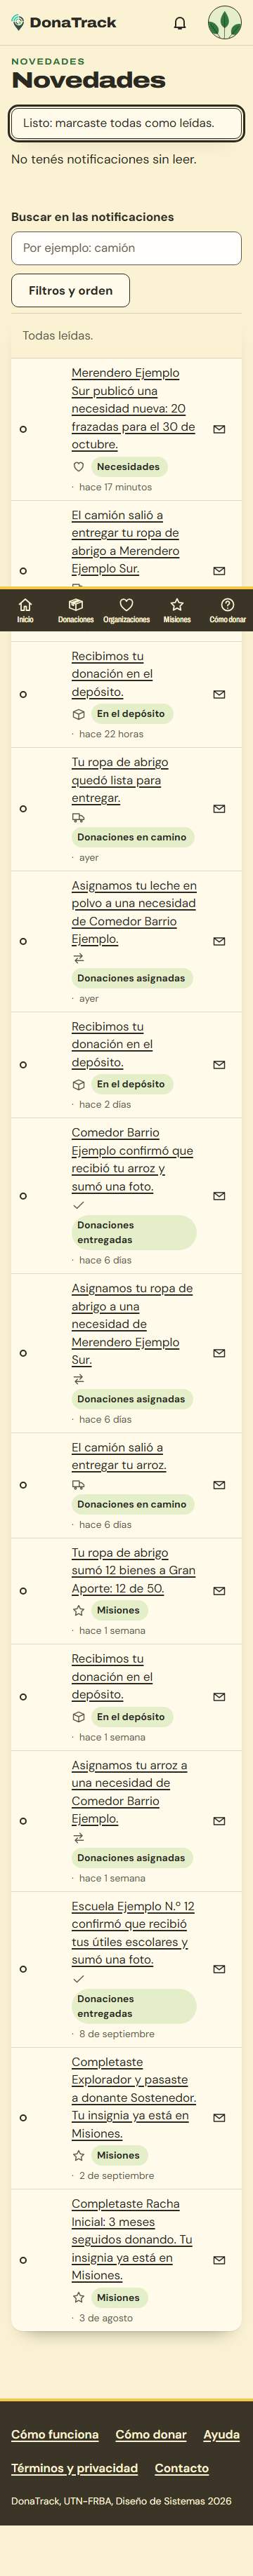 DonaTrack
NOVEDADES
Novedades
Listo: marcaste todas como leídas.
No tenés notificaciones sin leer.
Buscar en las notificaciones
Por ejemplo: camión
Filtros y orden
Todas leídas.
Merendero Ejemplo
Sur publicó una
necesidad nueva: 20
frazadas para el 30 de
octubre.
Necesidades
· hace 17 minutos
El camión salió a
entregar tu ropa de
abrigo a Merendero
Ejemplo Sur.
Inicio
Donaciones
Organizaciones
Misiones
Cómo donar
Recibimos tu
donación en el
depósito.
En el depósito
· hace 22 horas
Tu ropa de abrigo
quedó lista para
entregar.
Donaciones en camino
· ayer
Asignamos tu leche en
polvo a una necesidad
de Comedor Barrio
Ejemplo.
Donaciones asignadas
· ayer
Recibimos tu
donación en el
depósito.
En el depósito
· hace 2 días
Comedor Barrio
Ejemplo confirmó que
recibió tu arroz y
sumó una foto.
Donaciones
entregadas
· hace 6 días
Asignamos tu ropa de
abrigo a una
necesidad de
Merendero Ejemplo
Sur.
Donaciones asignadas
· hace 6 días
El camión salió a
entregar tu arroz.
Donaciones en camino
· hace 6 días
Tu ropa de abrigo
sumó 12 bienes a Gran
Aporte: 12 de 50.
Misiones
· hace 1 semana
Recibimos tu
donación en el
depósito.
En el depósito
· hace 1 semana
Asignamos tu arroz a
una necesidad de
Comedor Barrio
Ejemplo.
Donaciones asignadas
· hace 1 semana
Escuela Ejemplo N.º 12
confirmó que recibió
tus útiles escolares y
sumó una foto.
Donaciones
entregadas
· 8 de septiembre
Completaste
Explorador y pasaste
a donante Sostenedor.
Tu insignia ya está en
Misiones.
Misiones
· 2 de septiembre
Completaste Racha
Inicial: 3 meses
seguidos donando. Tu
insignia ya está en
Misiones.
Misiones
· 3 de agosto
Cómo funciona
Cómo donar
Ayuda
Términos y privacidad
Contacto
DonaTrack, UTN-FRBA, Diseño de Sistemas 2026